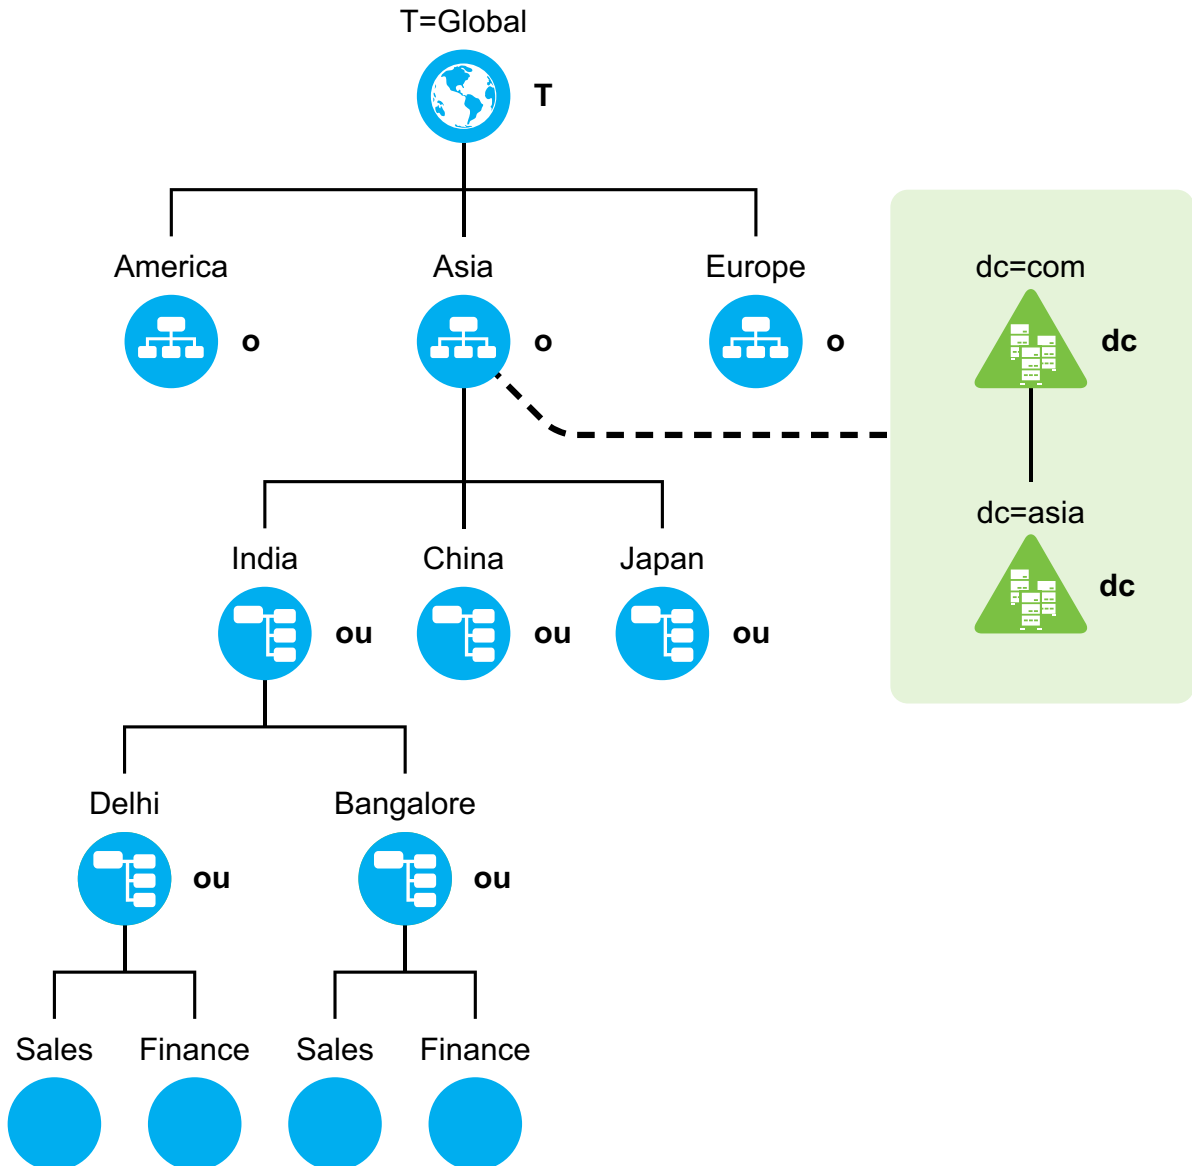 T=Global
T
America
Asia
Europe
dc=com
o
o
o
dc
dc=asia
India
China
Japan
dc
ou
ou
ou
Delhi
Bangalore
ou
ou
Sales
Finance
Sales
Finance